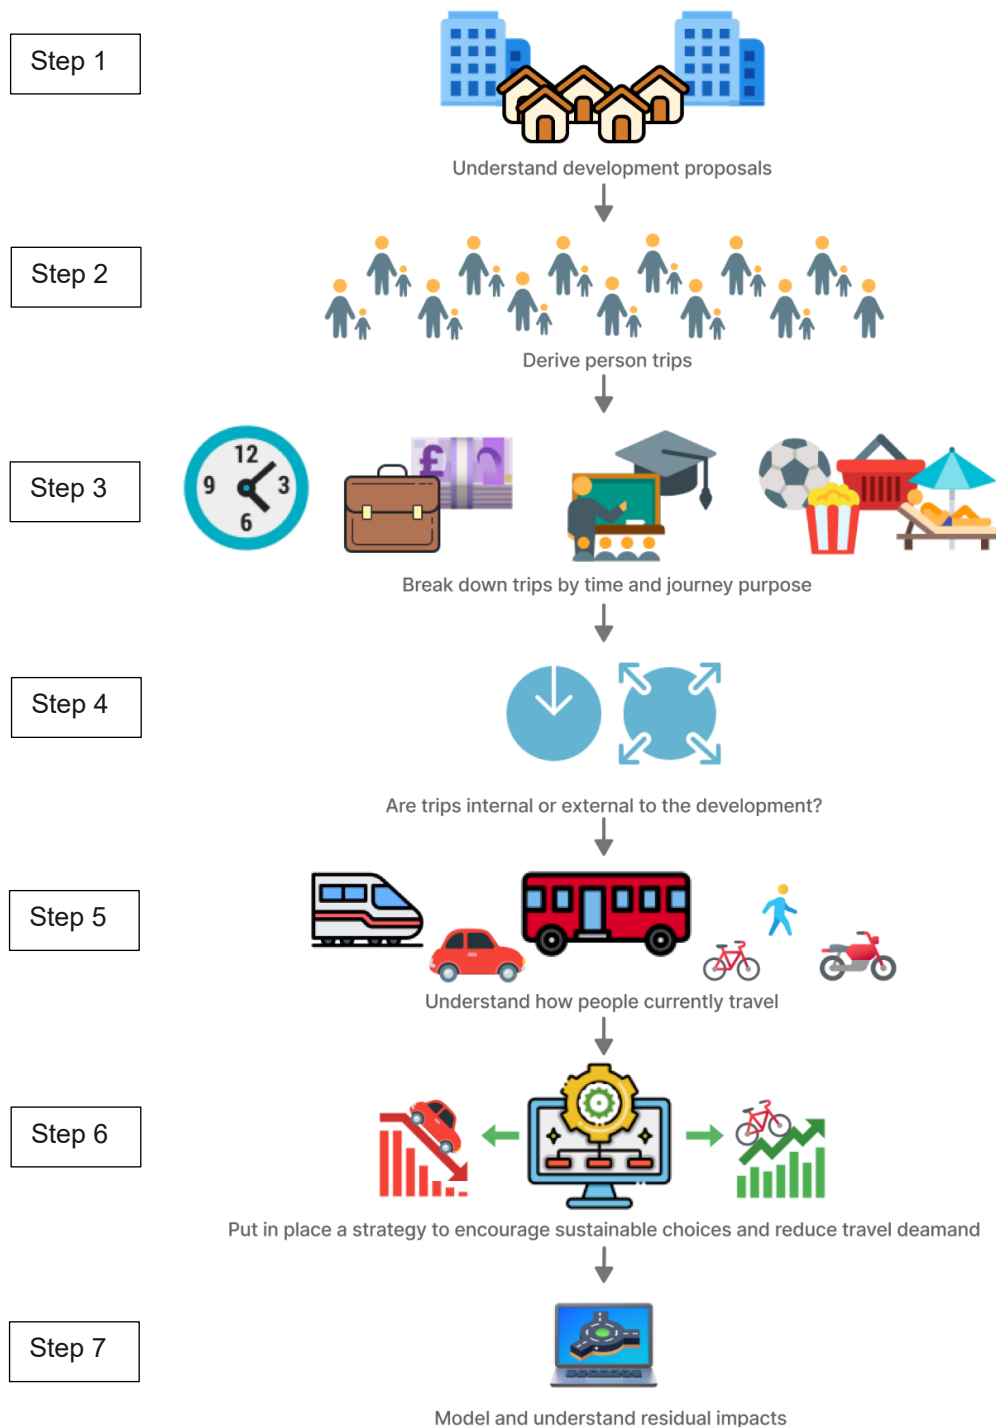 Step 1
Understand development proposals
Step 2
Derive person trips
Step 3
12
9
3
6
£
Break down trips by time and journey purpose
Step 4
Are trips internal or external to the development?
Step 5
Understand how people currently travel
Step 6
Put in place a strategy to encourage sustainable choices and reduce travel deamand
Step 7
Model and understand residual impacts